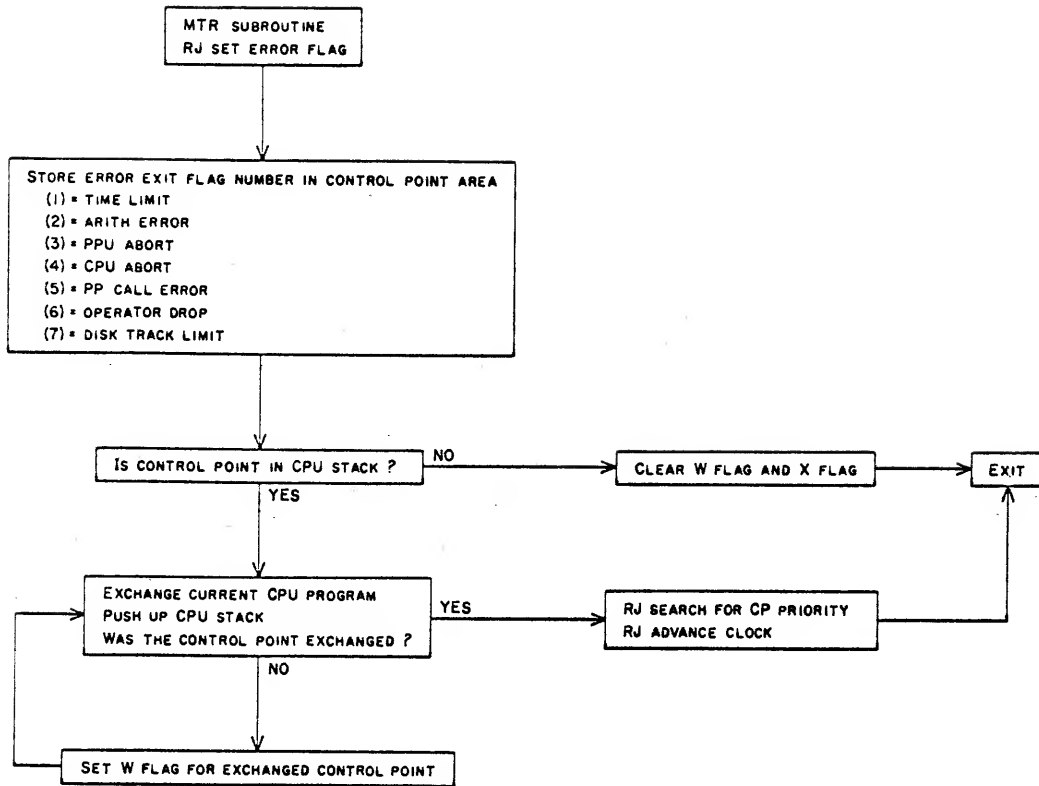 MTR SUBROUTINE
RJ SET ERROR FLAG
STORE ERROR EXIT FLAG NUMBER IN CONTROL POINT AREA
(1) = TIME LIMIT
(2) = ARITH ERROR
(3) = PPU ABORT
(4) = CPU ABORT
(5) = PP CALL ERROR
(6) = OPERATOR DROP
(7) = DISK TRACK LIMIT
IS CONTROL POINT IN CPU STACK ?
NO
CLEAR W FLAG AND X FLAG
EXIT
YES
EXCHANGE CURRENT CPU PROGRAM
PUSH UP CPU STACK
WAS THE CONTROL POINT EXCHANGED ?
YES
RJ SEARCH FOR CP PRIORITY
RJ ADVANCE CLOCK
NO
SET W FLAG FOR EXCHANGED CONTROL POINT